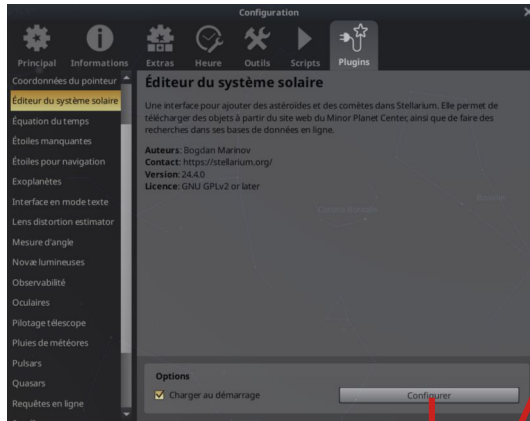 Configuration
Principal Informations Extras Heure Outils Scripts Plugins
Coordonnées du pointeur
Éditeur du système solaire
Équation du temps
Étoiles manquantes
Étoiles pour navigation
Exoplanètes
Interface en mode texte
Lens distortion estimator
Mesure d'angle
Novæ lumineuses
Observabilité
Oculaires
Pilotage télescope
Pluies de météores
Pulsars
Quasars
Requêtes en ligne
Éditeur du système solaire
Une interface pour ajouter des astéroïdes et des comètes dans Stellarium. Elle permet de
télécharger des objets à partir du site web du Minor Planet Center, ainsi que de faire des
recherches dans ses bases de données en ligne.
Auteurs: Bogdan Marinov
Contact: https://stellarium.org/
Version: 24.4.0
Licence: GNU GPLv2 or later
Options
Charger au démarrage
Configurer